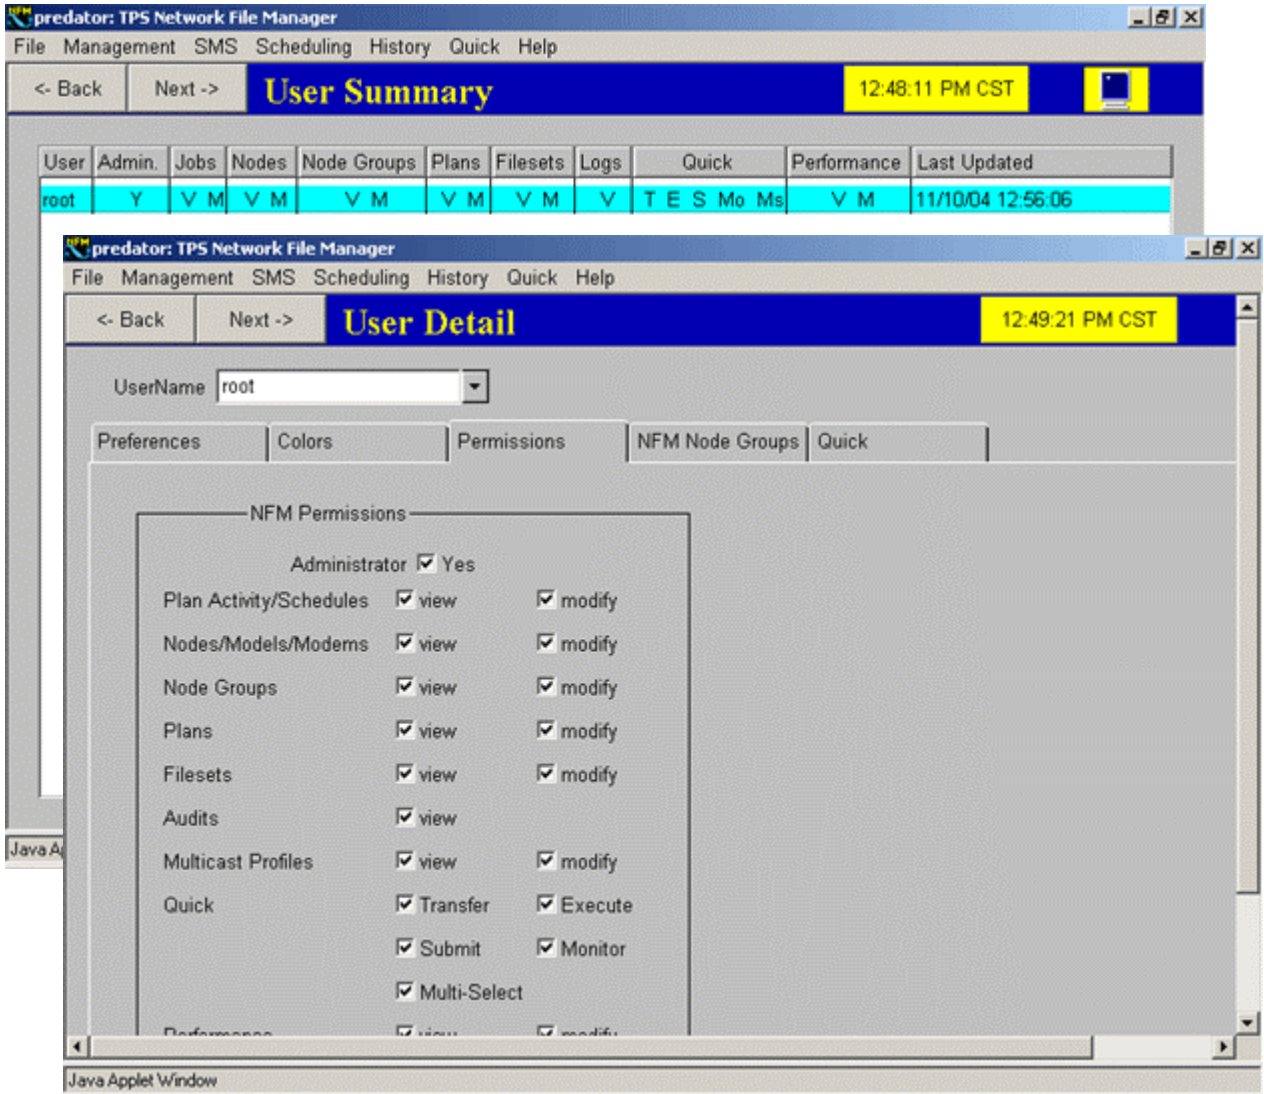 predator: TPS Network File Manager
File Management SMS Scheduling History Quick Help
<- Back Next -> User Summary 12:48:11 PM CST
User Admin. Jobs Nodes Node Groups Plans Filesets Logs Quick Performance Last Updated
root Y V M V M V M V M V M V T E S Mo Ms V M 11/10/04 12:56:06
predator: TPS Network File Manager
File Management SMS Scheduling History Quick Help
<- Back Next -> User Detail 12:49:21 PM CST
UserName root
Preferences Colors Permissions NFM Node Groups Quick
NFM Permissions
Administrator Yes
Plan Activity/Schedules view modify
Nodes/Models/Modems view modify
Node Groups view modify
Plans view modify
Filesets view modify
Audits view
Java A
Multicast Profiles view modify
Quick Transfer Execute
Submit Monitor
Multi-Select
Performance view modify
Java Applet Window